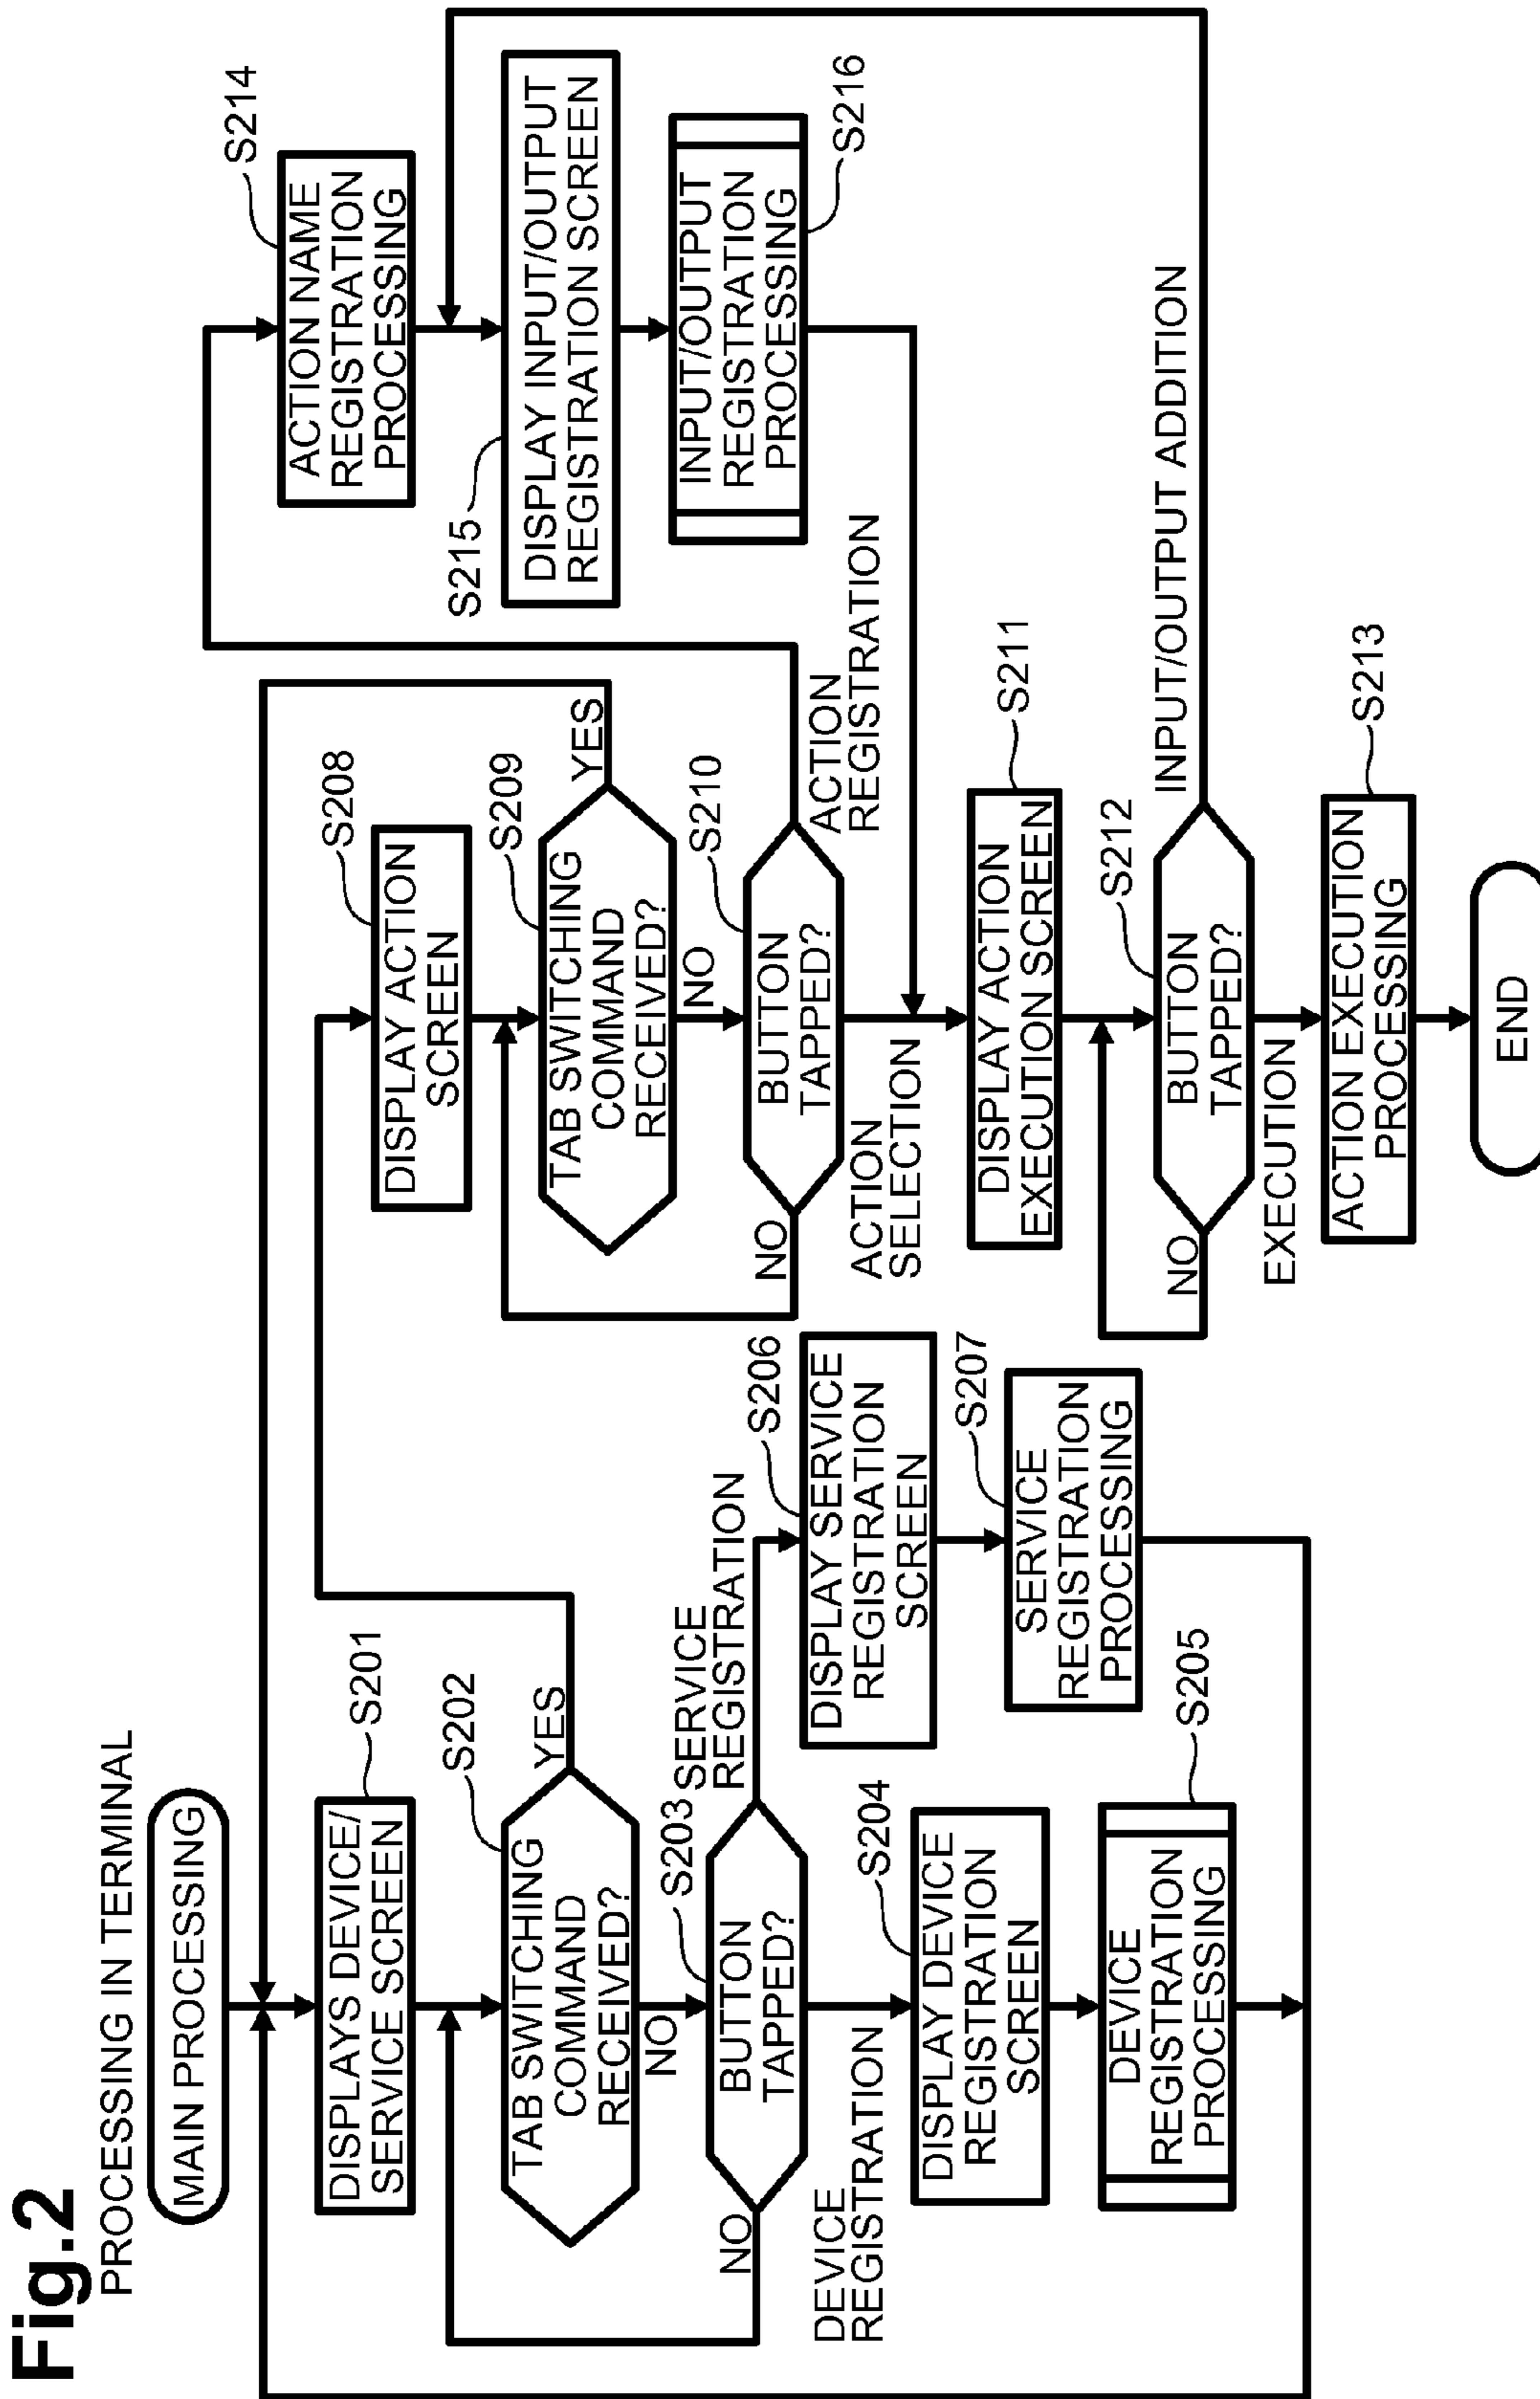 Fig.2
PROCESSING IN TERMINAL
MAIN PROCESSING
DISPLAYS DEVICE/
SERVICE SCREEN
S201
TAB SWITCHING
COMMAND
RECEIVED?
S202
YES
NO
BUTTON
TAPPED?
S203
NO
SERVICE
REGISTRATION
DEVICE
REGISTRATION
DISPLAY DEVICE
REGISTRATION
SCREEN
S204
DEVICE
REGISTRATION
PROCESSING
S205
DISPLAY SERVICE
REGISTRATION
SCREEN
S206
SERVICE
REGISTRATION
PROCESSING
S207
DISPLAY ACTION
SCREEN
S208
TAB SWITCHING
COMMAND
RECEIVED?
S209
YES
NO
BUTTON
TAPPED?
S210
NO
ACTION
REGISTRATION
ACTION
SELECTION
DISPLAY ACTION
EXECUTION SCREEN
S211
BUTTON
TAPPED?
S212
NO
INPUT/OUTPUT ADDITION
EXECUTION
ACTION EXECUTION
PROCESSING
S213
END
ACTION NAME
REGISTRATION
PROCESSING
S214
DISPLAY INPUT/OUTPUT
REGISTRATION SCREEN
S215
INPUT/OUTPUT
REGISTRATION
PROCESSING
S216